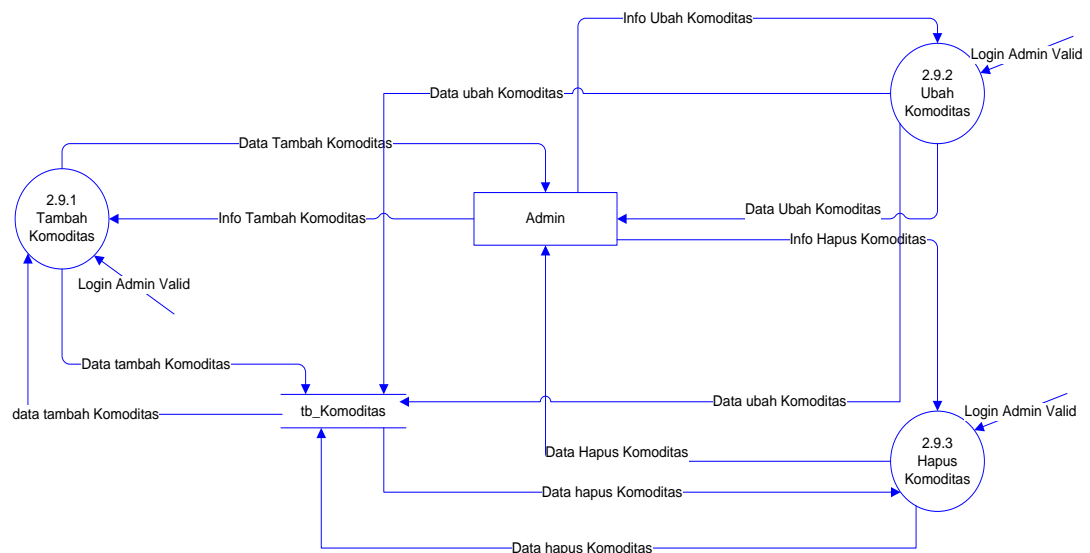 Info Ubah Komoditas
Login Admin Valid
2.9.2
Ubah
Komoditas
Data ubah Komoditas
Data Tambah Komoditas
2.9.1
Tambah
Komoditas
Info Tambah Komoditas
Admin
Data Ubah Komoditas
Info Hapus Komoditas
Login Admin Valid
Data tambah Komoditas
data tambah Komoditas
tb_Komoditas
Data ubah Komoditas
Login Admin Valid
2.9.3
Hapus
Komoditas
Data Hapus Komoditas
Data hapus Komoditas
Data hapus Komoditas